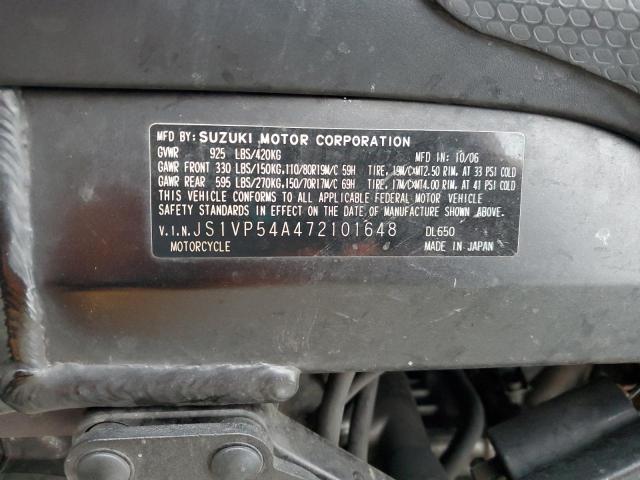 MFD BY: SUZUKI MOTOR CORPORATION MFD IN: 10/06
GVWR 925 LBS/420KG
GAWR FRONT 330 LBS/150KG,110/80R19M/C 59H TIRE, 19M/C×MT2.50 RIM. AT 33 PSI COLD
GAWR REAR 595 LBS/270KG,150/70R17M/C 69H TIRE, 17M/C×MT4.00 RIM. AT 41 PSI COLD
THIS VEHICLE CONFORMS TO ALL APPLICABLE FEDERAL MOTOR VEHICLE
SAFETY STANDARDS IN EFFECT ON THE DATE OF MANUFACTURE SHOWN ABOVE.
V.I.N. JS1VP54A472101648 DL650
MOTORCYCLE MADE IN JAPAN